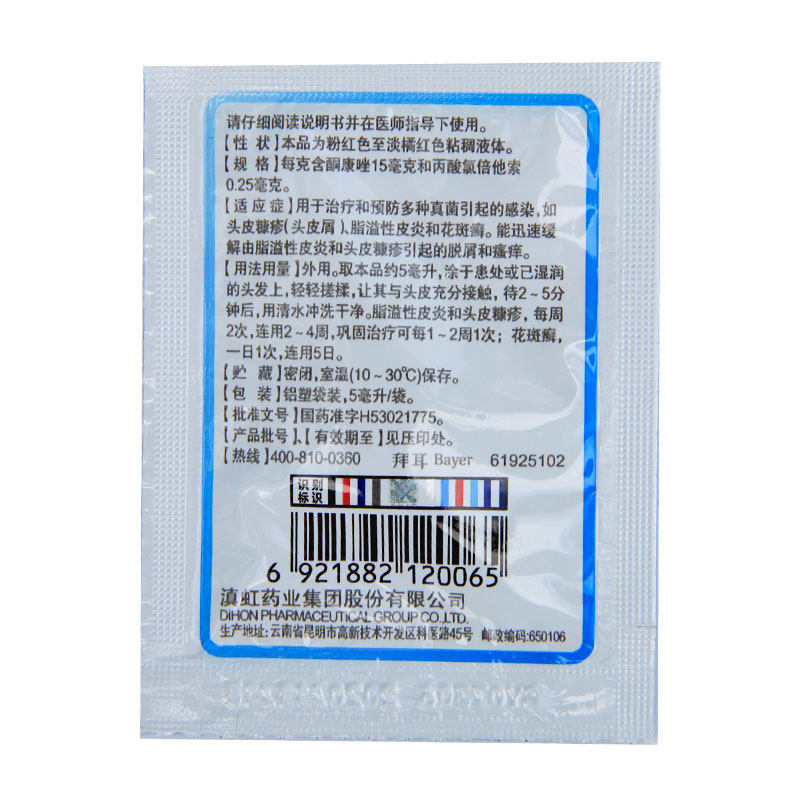 请仔细阅读说明书并在医师指导下使用。
【性 状】本品为粉红色至淡橘红色粘稠液体。
【规 格】每克含酮康唑15毫克和丙酸氯倍他索
0.25毫克。
【适应症】用于治疗和预防多种真菌引起的感染，如
头皮糠疹(头皮屑)、脂溢性皮炎和花斑癣。能迅速缓
解由脂溢性皮炎和头皮糠疹引起的脱屑和瘙痒。
【用法用量】外用。取本品约5毫升，涂于患处或已湿润
的头发上，轻轻搓揉，让其与头皮充分接触，待2～5分
钟后，用清水冲洗干净。脂溢性皮炎和头皮糠疹，每周
2次，连用2～4周，巩固治疗可每1～2周1次；花斑癣，
一日1次，连用5日。
【贮 藏】密闭，室温(10～30℃)保存。
【包 装】铝塑袋装，5毫升/袋。
【批准文号】国药准字H53021775。
【产品批号】、【有效期至】见压印处。
【热线】400-810-0360 拜耳 Bayer 61925102
识别
标识
6 921882 120065
滇虹药业集团股份有限公司
DIHON PHARMACEUTICAL GROUP CO.,LTD.
生产地址：云南省昆明市高新技术开发区科医路45号 邮政编码：650106